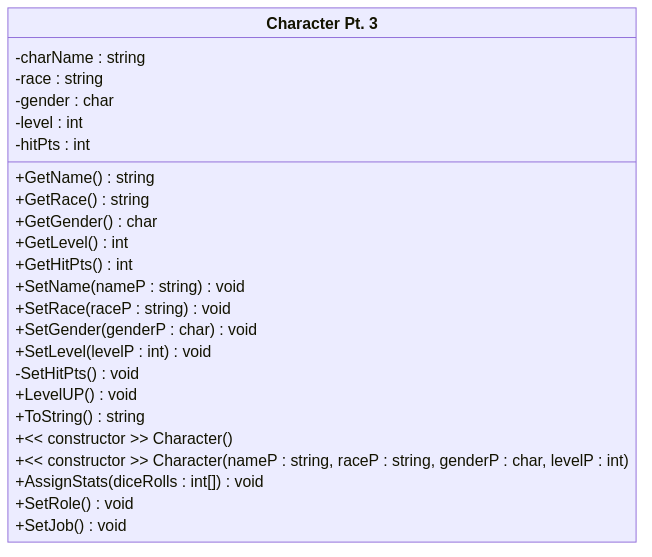 Character Pt. 3
-charName : string
-race : string
-gender : char
-level : int
-hitPts : int
+GetName() : string
+GetRace() : string
+GetGender() : char
+GetLevel() : int
+GetHitPts() : int
+SetName(nameP : string) : void
+SetRace(raceP : string) : void
+SetGender(genderP : char) : void
+SetLevel(levelP : int) : void
-SetHitPts() : void
+LevelUP() : void
+ToString() : string
+<< constructor >> Character()
+<< constructor >> Character(nameP : string, raceP : string, genderP : char, levelP : int)
+AssignStats(diceRolls : int[]) : void
+SetRole() : void
+SetJob() : void